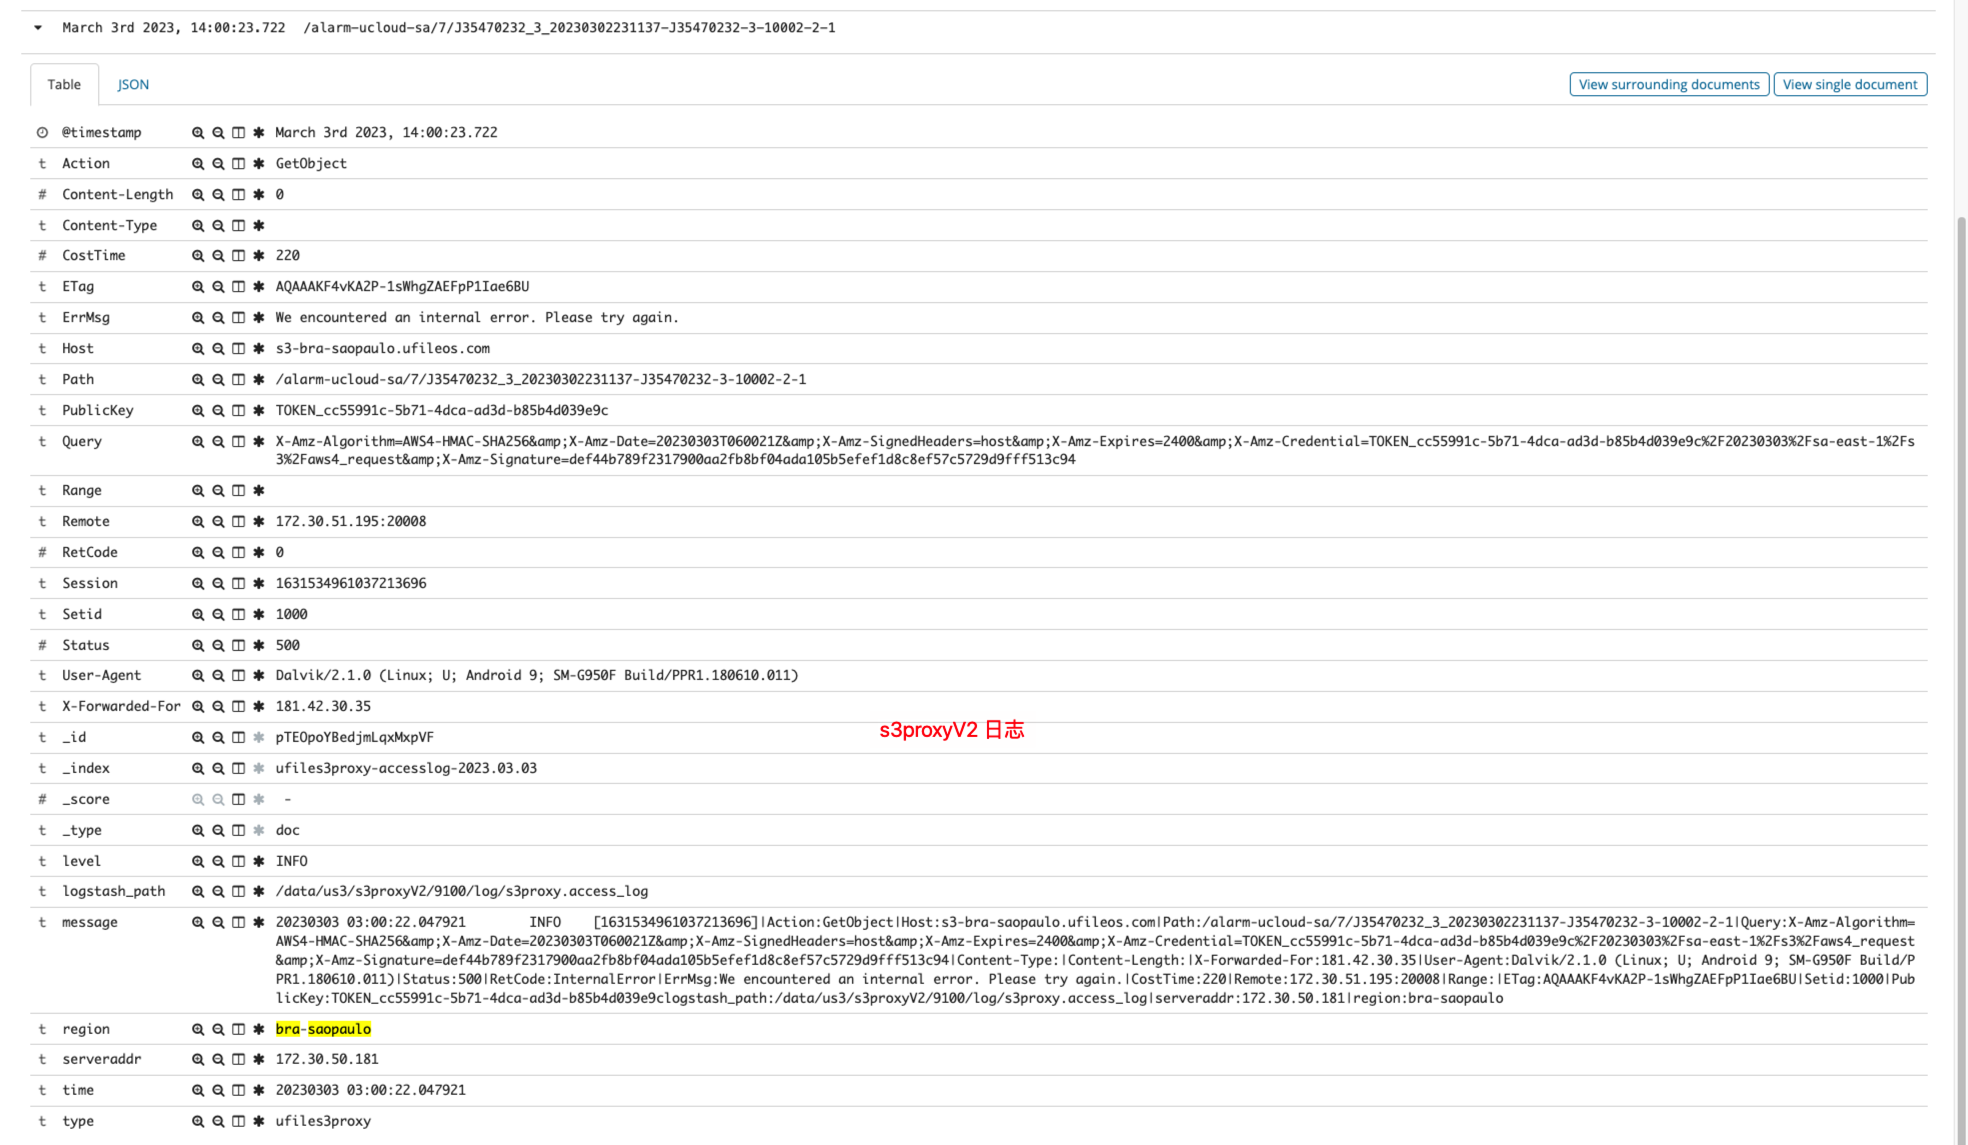 March 3rd 2023, 14:00:23.722 /alarm-ucloud-sa/7/J35470232_3_20230302231137-J35470232-3-10002-2-1
Table JSON View surrounding documents View single document
@timestamp March 3rd 2023, 14:00:23.722
t Action GetObject
# Content-Length 0
t Content-Type
# CostTime 220
t ETag AQAAAKF4vKA2P-1sWhgZAEFpP1Iae6BU
t ErrMsg We encountered an internal error. Please try again.
t Host s3-bra-saopaulo.ufileos.com
t Path /alarm-ucloud-sa/7/J35470232_3_20230302231137-J35470232-3-10002-2-1
t PublicKey TOKEN_cc55991c-5b71-4dca-ad3d-b85b4d039e9c
t Query X-Amz-Algorithm=AWS4-HMAC-SHA256&amp;X-Amz-Date=20230303T060021Z&amp;X-Amz-SignedHeaders=host&amp;X-Amz-Expires=2400&amp;X-Amz-Credential=TOKEN_cc55991c-5b71-4dca-ad3d-b85b4d039e9c%2F20230303%2Fsa-east-1%2Fs
3%2Faws4_request&amp;X-Amz-Signature=def44b789f2317900aa2fb8bf04ada105b5efef1d8c8ef57c5729d9fff513c94
t Range
t Remote 172.30.51.195:20008
# RetCode 0
t Session 1631534961037213696
t Setid 1000
# Status 500
t User-Agent Dalvik/2.1.0 (Linux; U; Android 9; SM-G950F Build/PPR1.180610.011)
t X-Forwarded-For 181.42.30.35
s3proxyV2 日志
t _id pTEOpoYBedjmLqxMxpVF
t _index ufiles3proxy-accesslog-2023.03.03
# _score -
t _type doc
t level INFO
t logstash_path /data/us3/s3proxyV2/9100/log/s3proxy.access_log
t message 20230303 03:00:22.047921 INFO [1631534961037213696]|Action:GetObject|Host:s3-bra-saopaulo.ufileos.com|Path:/alarm-ucloud-sa/7/J35470232_3_20230302231137-J35470232-3-10002-2-1|Query:X-Amz-Algorithm=
AWS4-HMAC-SHA256&amp;X-Amz-Date=20230303T060021Z&amp;X-Amz-SignedHeaders=host&amp;X-Amz-Expires=2400&amp;X-Amz-Credential=TOKEN_cc55991c-5b71-4dca-ad3d-b85b4d039e9c%2F20230303%2Fsa-east-1%2Fs3%2Faws4_request
&amp;X-Amz-Signature=def44b789f2317900aa2fb8bf04ada105b5efef1d8c8ef57c5729d9fff513c94|Content-Type:|Content-Length:|X-Forwarded-For:181.42.30.35|User-Agent:Dalvik/2.1.0 (Linux; U; Android 9; SM-G950F Build/P
PR1.180610.011)|Status:500|RetCode:InternalError|ErrMsg:We encountered an internal error. Please try again.|CostTime:220|Remote:172.30.51.195:20008|Range:|ETag:AQAAAKF4vKA2P-1sWhgZAEFpP1Iae6BU|Setid:1000|Pub
licKey:TOKEN_cc55991c-5b71-4dca-ad3d-b85b4d039e9clogstash_path:/data/us3/s3proxyV2/9100/log/s3proxy.access_log|serveraddr:172.30.50.181|region:bra-saopaulo
t region bra-saopaulo
t serveraddr 172.30.50.181
t time 20230303 03:00:22.047921
t type ufiles3proxy